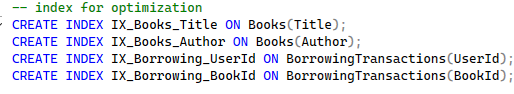 -- index for optimization
CREATE INDEX IX_Books_Title ON Books(Title);
CREATE INDEX IX_Books_Author ON Books(Author);
CREATE INDEX IX_Borrowing_UserId ON BorrowingTransactions(UserId);
CREATE INDEX IX_Borrowing_BookId ON BorrowingTransactions(BookId);